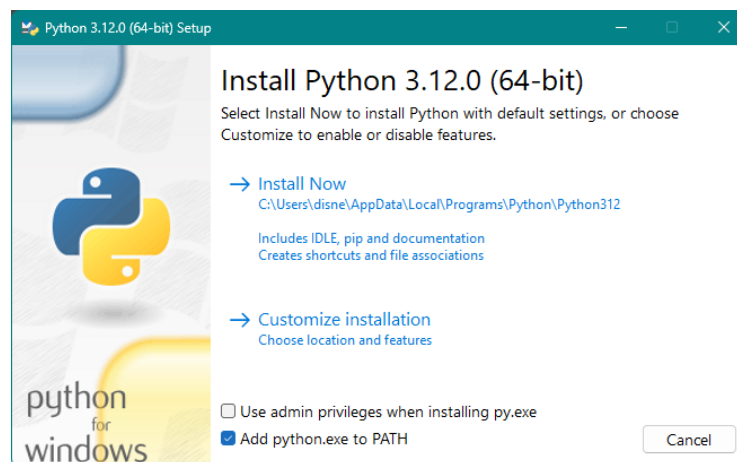 Python 3.12.0 (64-bit) Setup
Install Python 3.12.0 (64-bit)
Select Install Now to install Python with default settings, or choose
Customize to enable or disable features.
Install Now
C:\Users\disne\AppData\Local\Programs\Python\Python312
Includes IDLE, pip and documentation
Creates shortcuts and file associations
Customize installation
Choose location and features
python
for
windows
Use admin privileges when installing py.exe
Add python.exe to PATH
Cancel